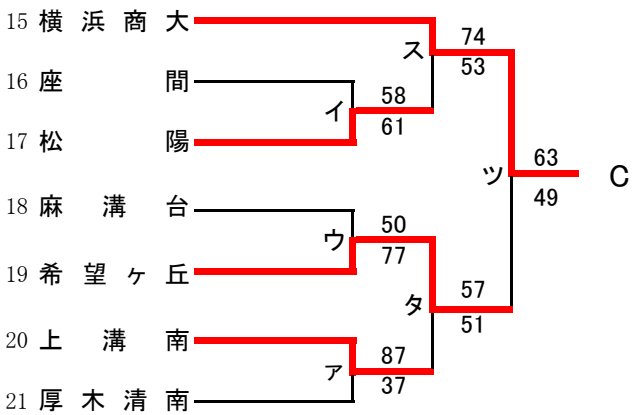 15 横浜商大
74
ス
53
16 座間
58
イ
61
17 松陽
63
ツ
C
49
18 麻溝台
50
ウ
77
19 希望ヶ丘
57
タ
51
20 上溝南
87
ア
37
21 厚木清南